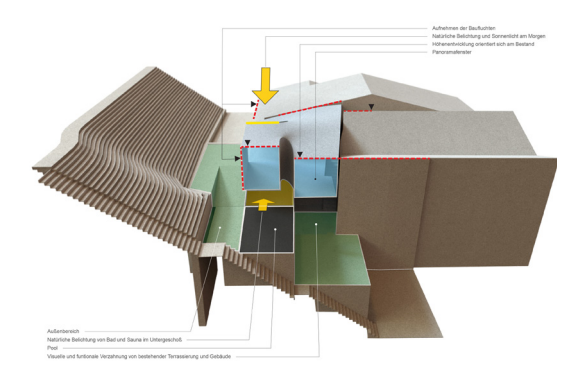 Aufnehmen der Baufluchten
Natürliche Belichtung und Sonnenlicht am Morgen
Höhenentwicklung orientiert sich am Bestand
Panoramafenster
Außenbereich
Natürliche Belichtung von Bad und Sauna im Untergeschoß
Pool
Visuelle und funtionale Verzahnung von bestehender Terrassierung und Gebäude